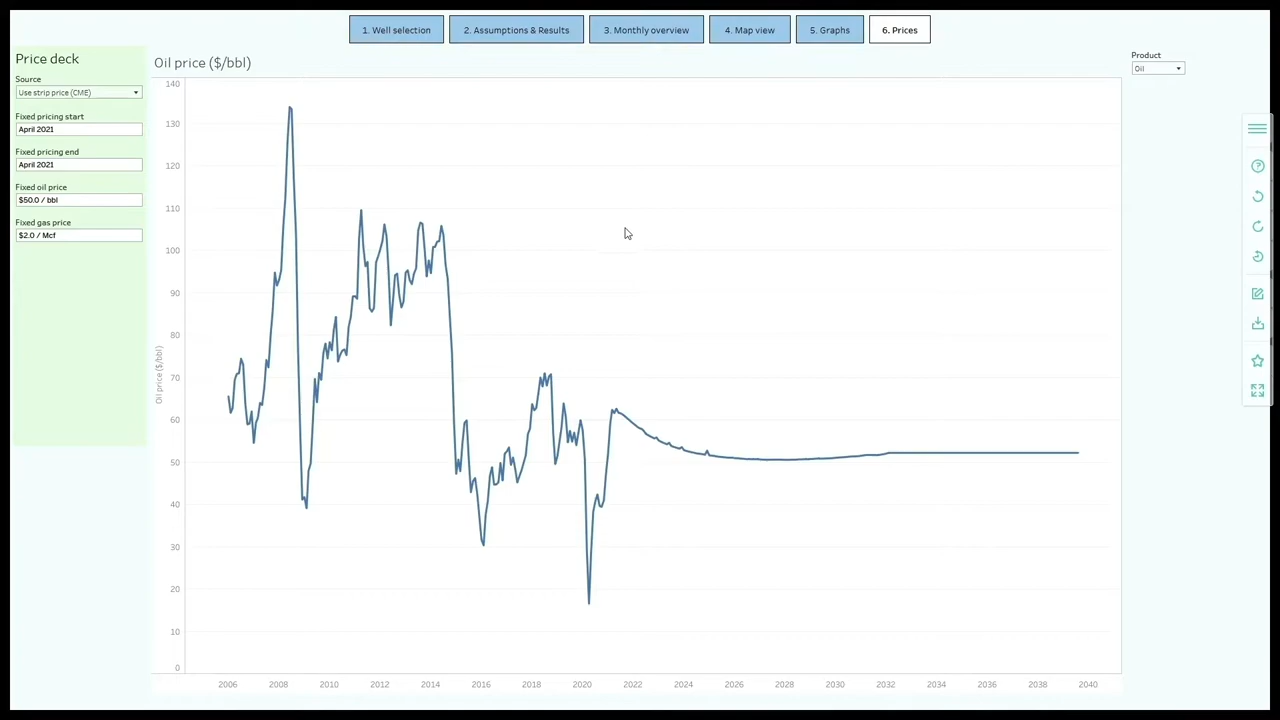 1. Well selection
2. Assumptions & Results
3. Monthly overview
4. Map view
5. Graphs
6. Prices
Price deck
Source
Use strip price (CME)
Fixed pricing start
April 2021
Fixed pricing end
April 2021
Fixed oil price
$50.0 / bbl
Fixed gas price
$2.0 / Mcf
Oil price ($/bbl)
Product
Oil
Oil price ($/bbl)
140
130
120
110
100
90
80
70
60
50
40
30
20
10
0
2006 2008 2010 2012 2014 2016 2018 2020 2022 2024 2026 2028 2030 2032 2034 2036 2038 2040